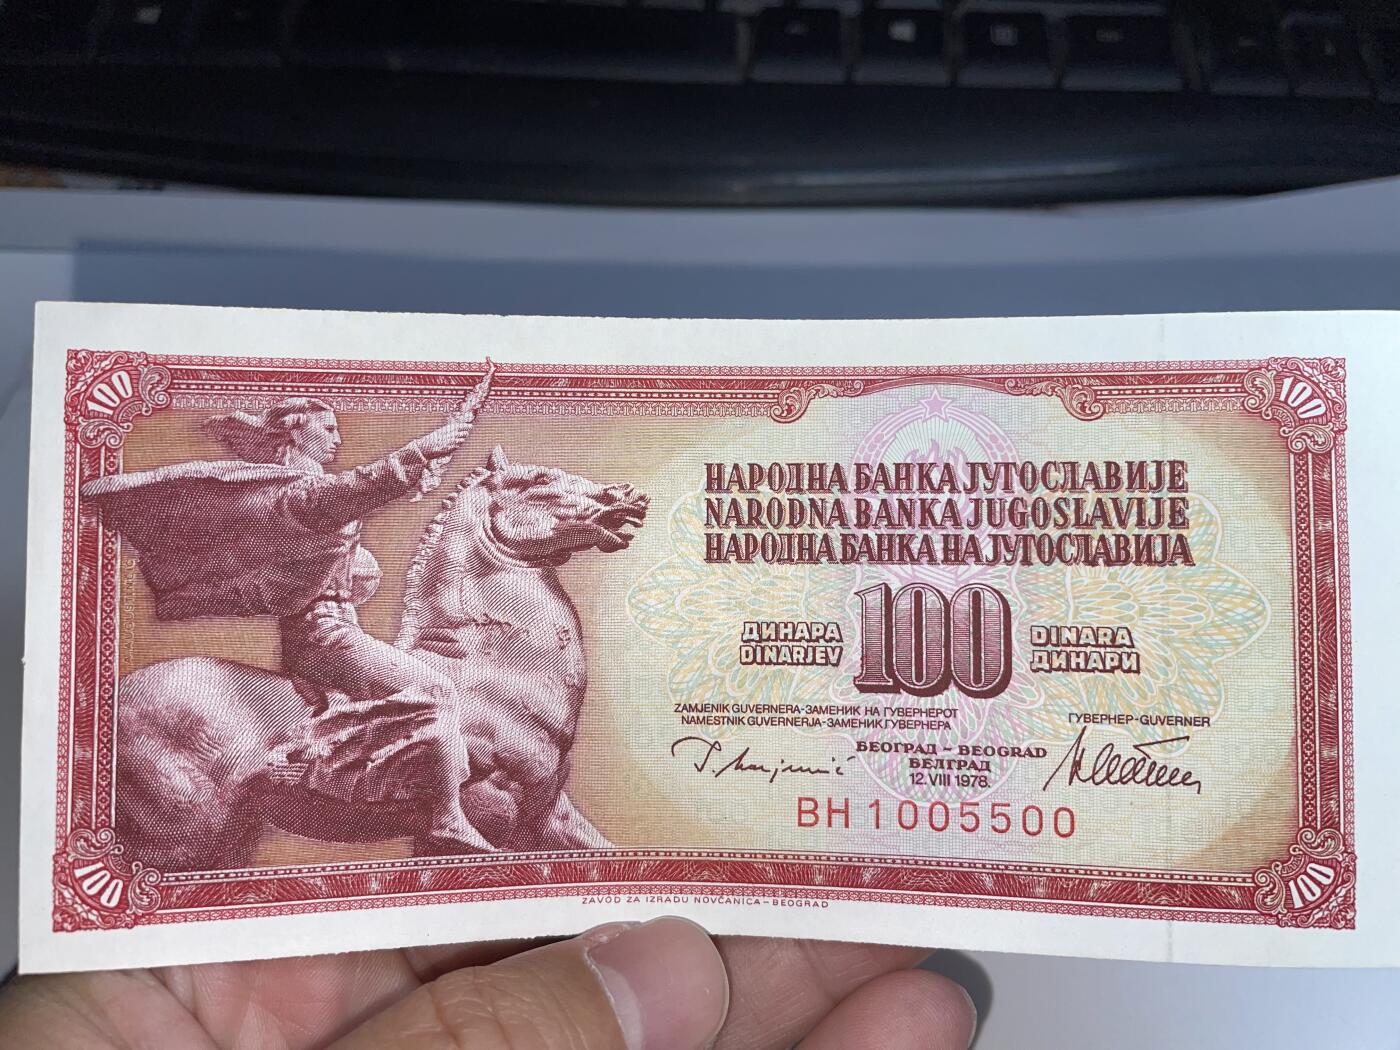 100
100
НАРОДНА БАНКА ЈУГОСЛАВИЈЕ
NARODNA BANKA JUGOSLAVIJE
НАРОДНА БАНКА НА ЈУГОСЛАВИЈА
ДИНАРА
DINARJEV
100
DINARA
ДИНАРИ
ZAMJENIK GUVERNERA-ЗАМЕНИК НА ГУВЕРНЕРОТ
NAMESTNIK GUVERNERJA-ЗАМЕНИК ГУВЕРНЕРА
ГУВЕРНЕР-GUVERNER
БЕОГРАД – BEOGRAD
БЕЛГРАД
12. VIII 1978.
BH 1005500
100
100
ZAVOD ZA IZRADU NOVČANICA – BEOGRAD